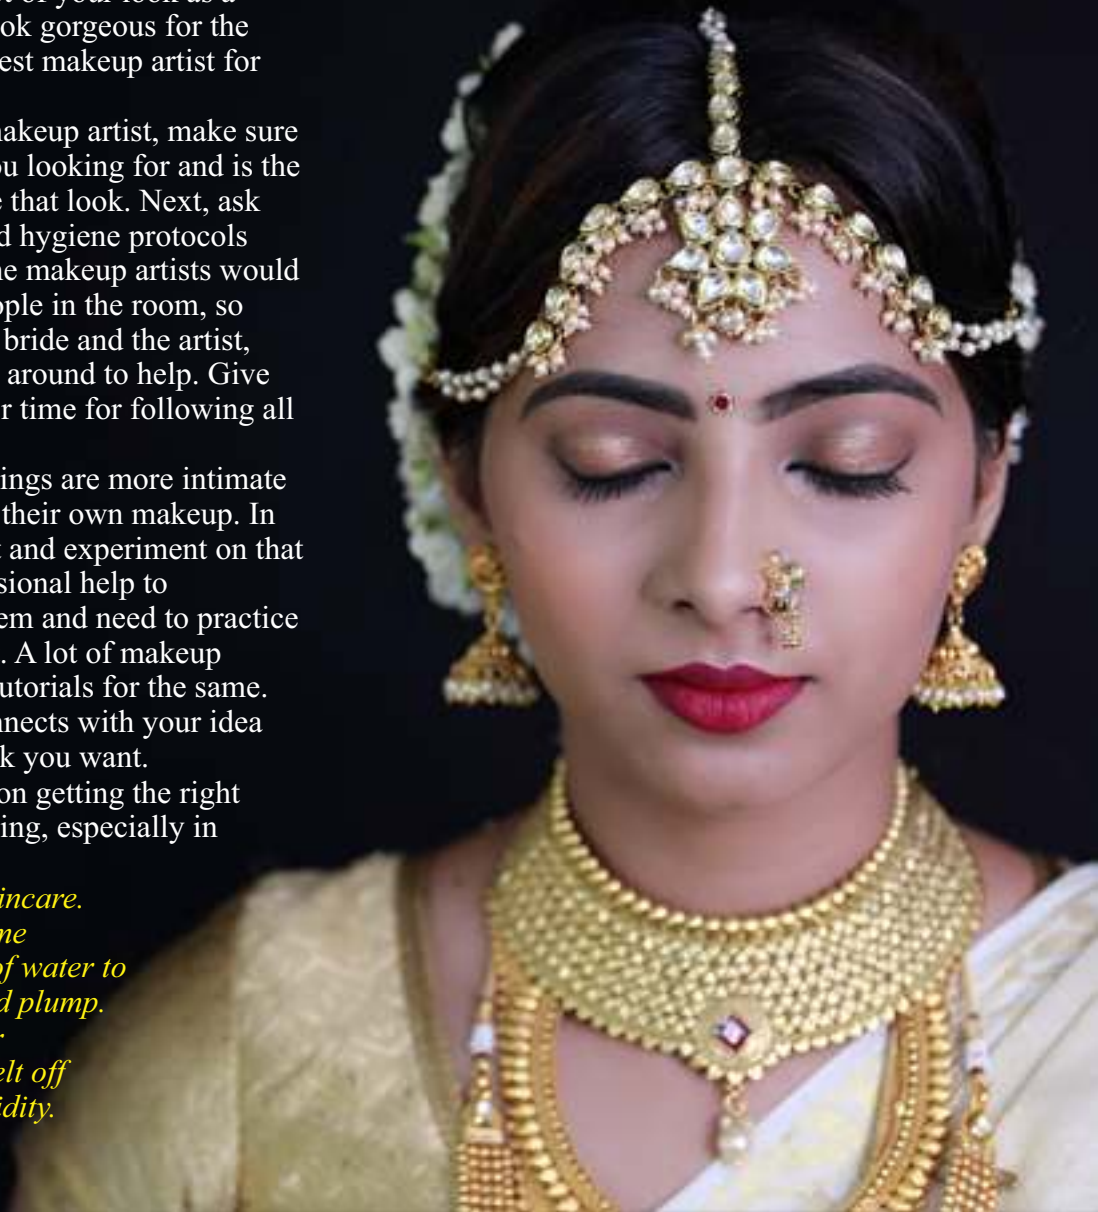 ok gorgeous for the
est makeup artist for
akeup artist, make sure
ou looking for and is the
that look. Next, ask
d hygiene protocols
ne makeup artists would
ople in the room, so
bride and the artist,
around to help. Give
r time for following all
ings are more intimate
their own makeup. In
and experiment on that
sional help to
em and need to practice
. A lot of makeup
utorials for the same.
nnects with your idea
k you want.
on getting the right
ing, especially in
incare.
ne
of water to
d plump.
r
elt off
idity.